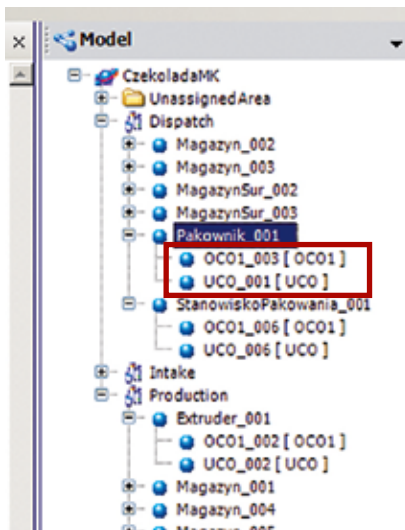 Model
CzekoladaMK
UnassignedArea
Dispatch
Magazyn_002
Magazyn_003
MagazynSur_002
MagazynSur_003
Pakownik_001
OCO1_003 [ OCO1 ]
UCO_001 [ UCO ]
StanowiskoPakowania_001
OCO1_006 [ OCO1 ]
UCO_006 [ UCO ]
Intake
Production
Extruder_001
OCO1_002 [ OCO1 ]
UCO_002 [ UCO ]
Magazyn_001
Magazyn_004
Magazyn_005